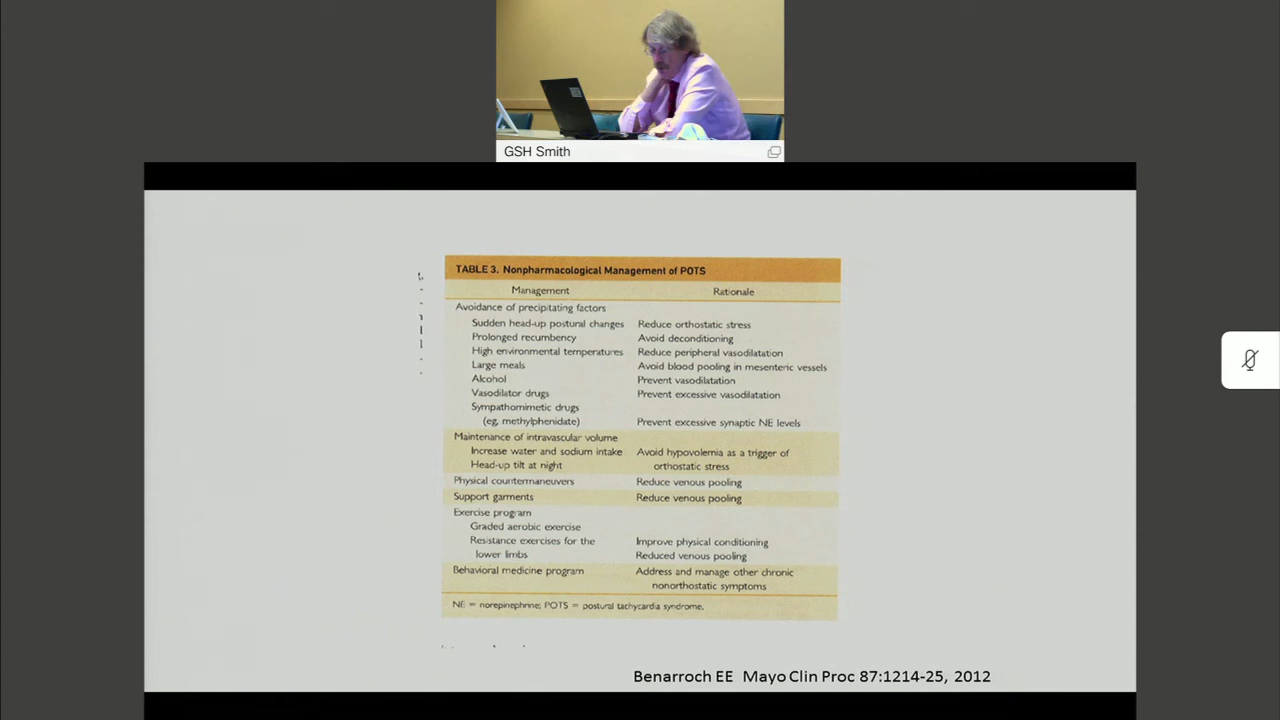 GSH Smith
TABLE 3. Nonpharmacological Management of POTS
Management Rationale
Avoidance of precipitating factors
Sudden head-up postural changes Reduce orthostatic stress
Prolonged recumbency Avoid deconditioning
High environmental temperatures Reduce peripheral vasodilatation
Large meals Avoid blood pooling in mesenteric vessels
Alcohol Prevent vasodilatation
Vasodilator drugs Prevent excessive vasodilatation
Sympathomimetic drugs
(eg, methylphenidate) Prevent excessive synaptic NE levels
Maintenance of intravascular volume
Increase water and sodium intake Avoid hypovolemia as a trigger of
Head-up tilt at night orthostatic stress
Physical countermaneuvers Reduce venous pooling
Support garments Reduce venous pooling
Exercise program
Graded aerobic exercise
Resistance exercises for the Improve physical conditioning
lower limbs Reduced venous pooling
Behavioral medicine program Address and manage other chronic
nonorthostatic symptoms
NE = norepinephrine; POTS = postural tachycardia syndrome.
Benarroch EE Mayo Clin Proc 87:1214-25, 2012